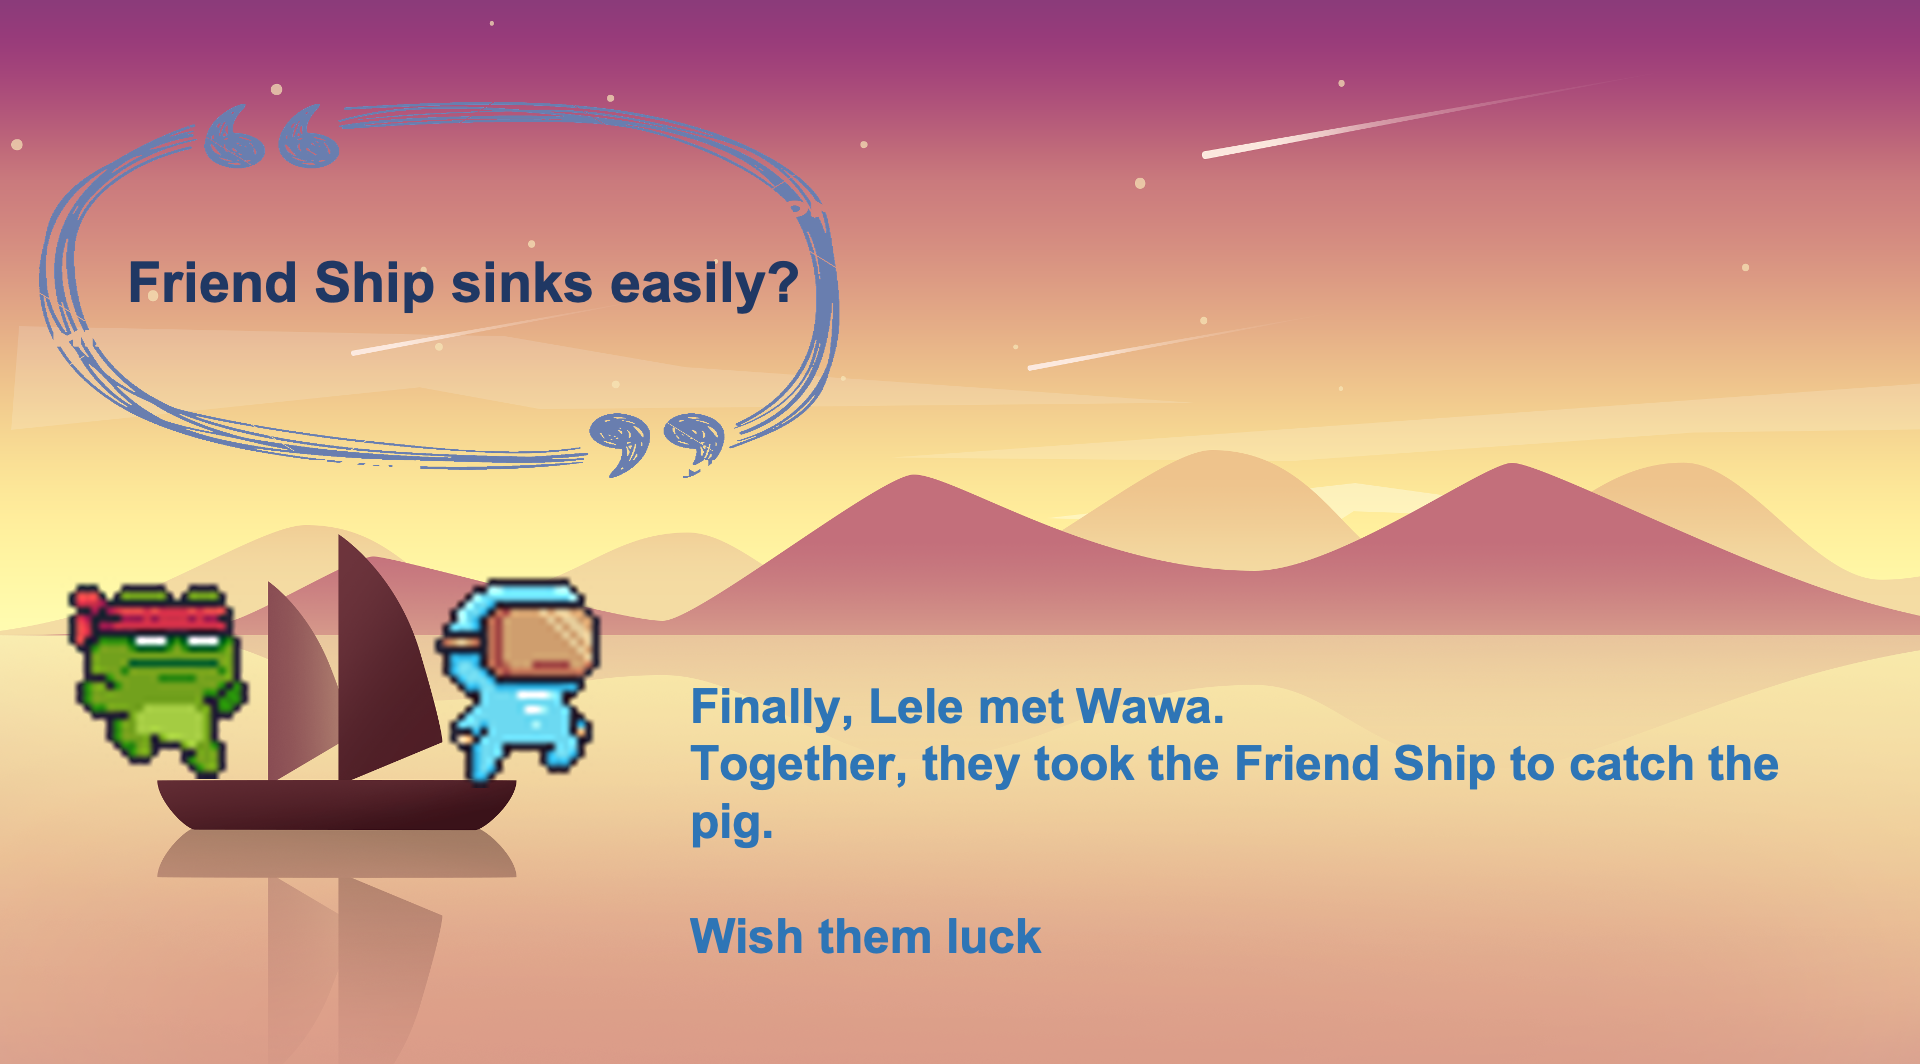 Friend Ship sinks easily?
Finally, Lele met Wawa.
Together, they took the Friend Ship to catch the
pig.
Wish them luck